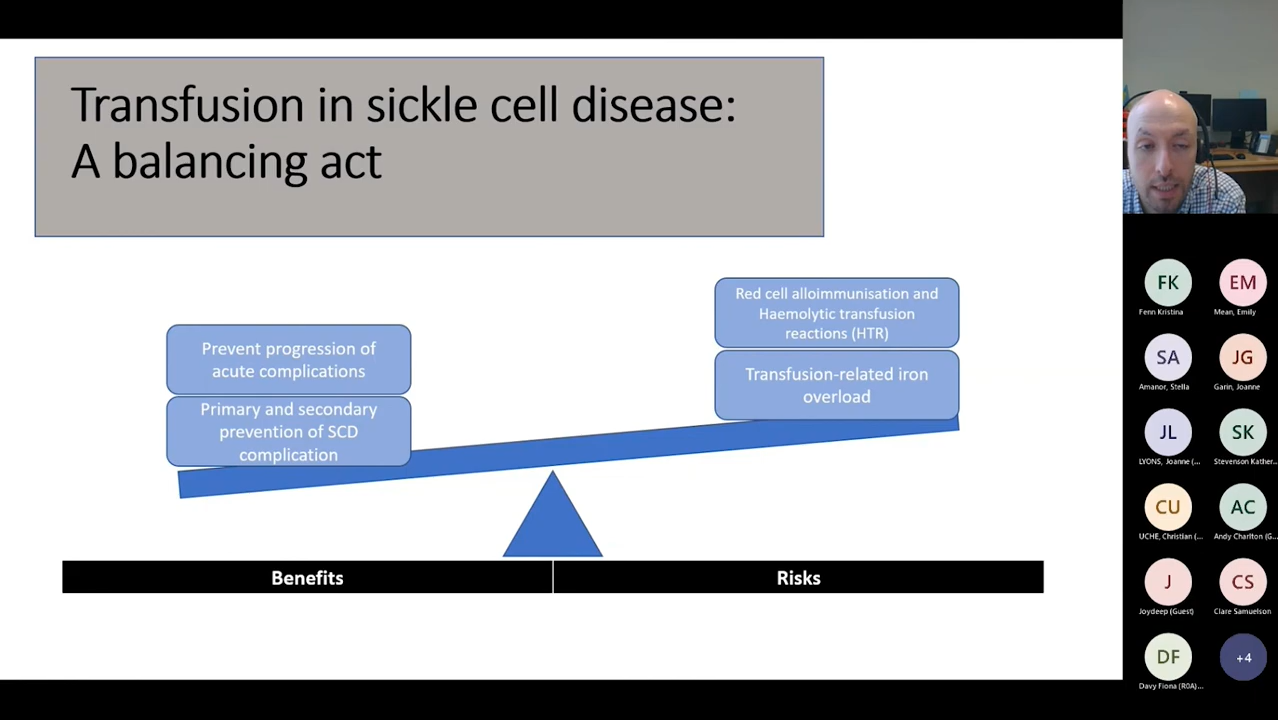 Transfusion in sickle cell disease:
A balancing act
Prevent progression of
acute complications
Primary and secondary
prevention of SCD
complication
Red cell alloimmunisation and
Haemolytic transfusion
reactions (HTR)
Transfusion-related iron
overload
Benefits
Risks
FK
Fenn Kristina
EM
Mean, Emily
SA
Amanor, Stella
JG
Garin, Joanne
JL
LYONS, Joanne (...
SK
Stevenson Kather...
CU
UCHE, Christian (...
AC
Andy Charlton (G...
J
Joydeep (Guest)
CS
Clare Samuelson
DF
Davy Fiona (R0A)...
+4